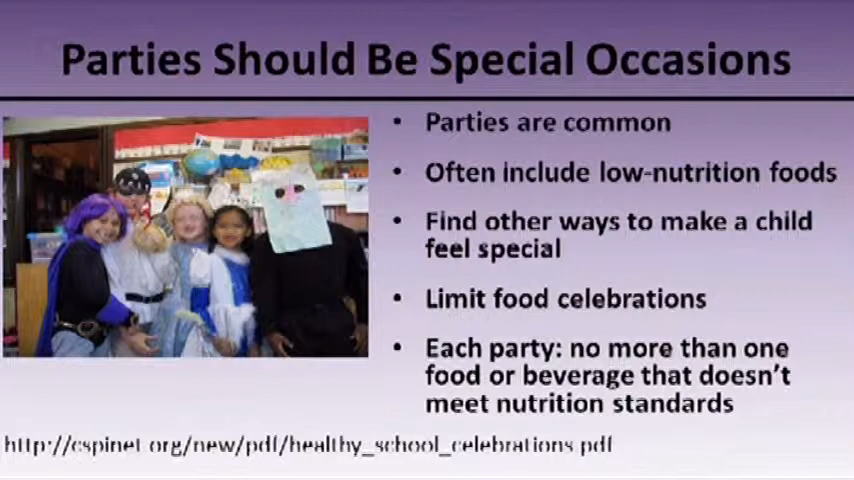 Parties Should Be Special Occasions
• Parties are common
• Often include low-nutrition foods
• Find other ways to make a child
feel special
• Limit food celebrations
• Each party: no more than one
food or beverage that doesn't
meet nutrition standards
http://cspinet.org/new/pdf/healthy_school_celebrations.pdf